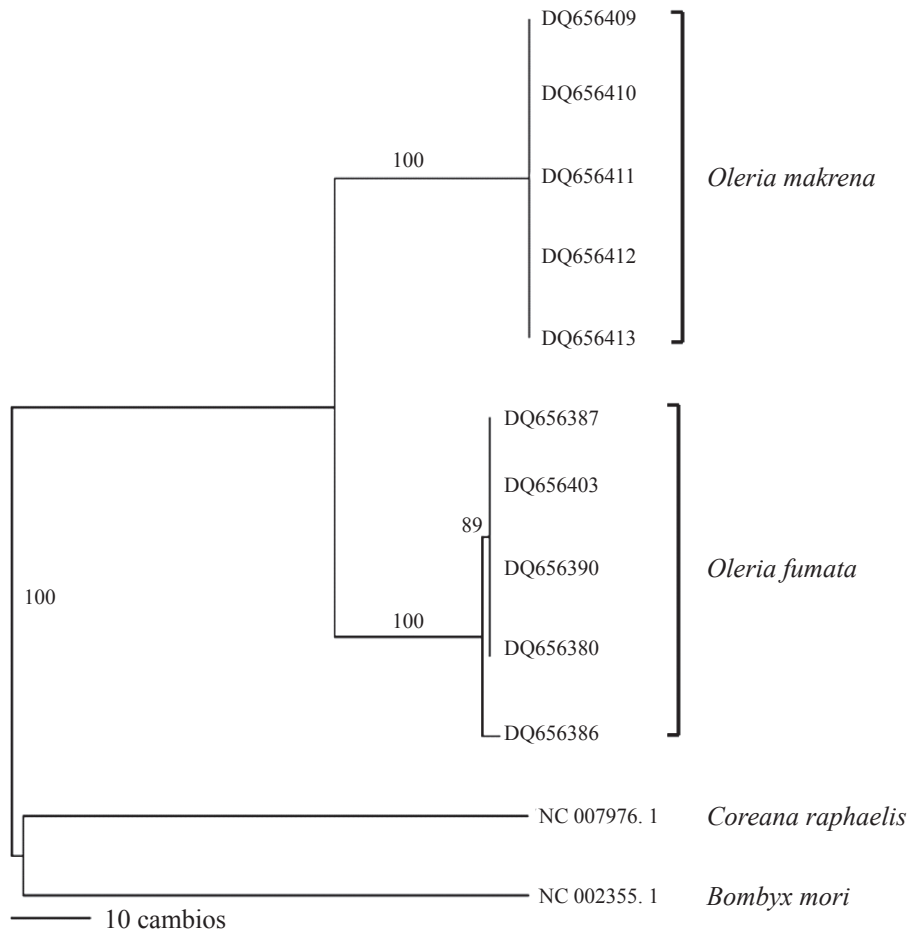 DQ656409
DQ656410
100
DQ656411
Oleria makrena
DQ656412
DQ656413
DQ656387
DQ656403
89
DQ656390
Oleria fumata
100
100
DQ656380
DQ656386
NC 007976. 1
Coreana raphaelis
NC 002355. 1
Bombyx mori
10 cambios